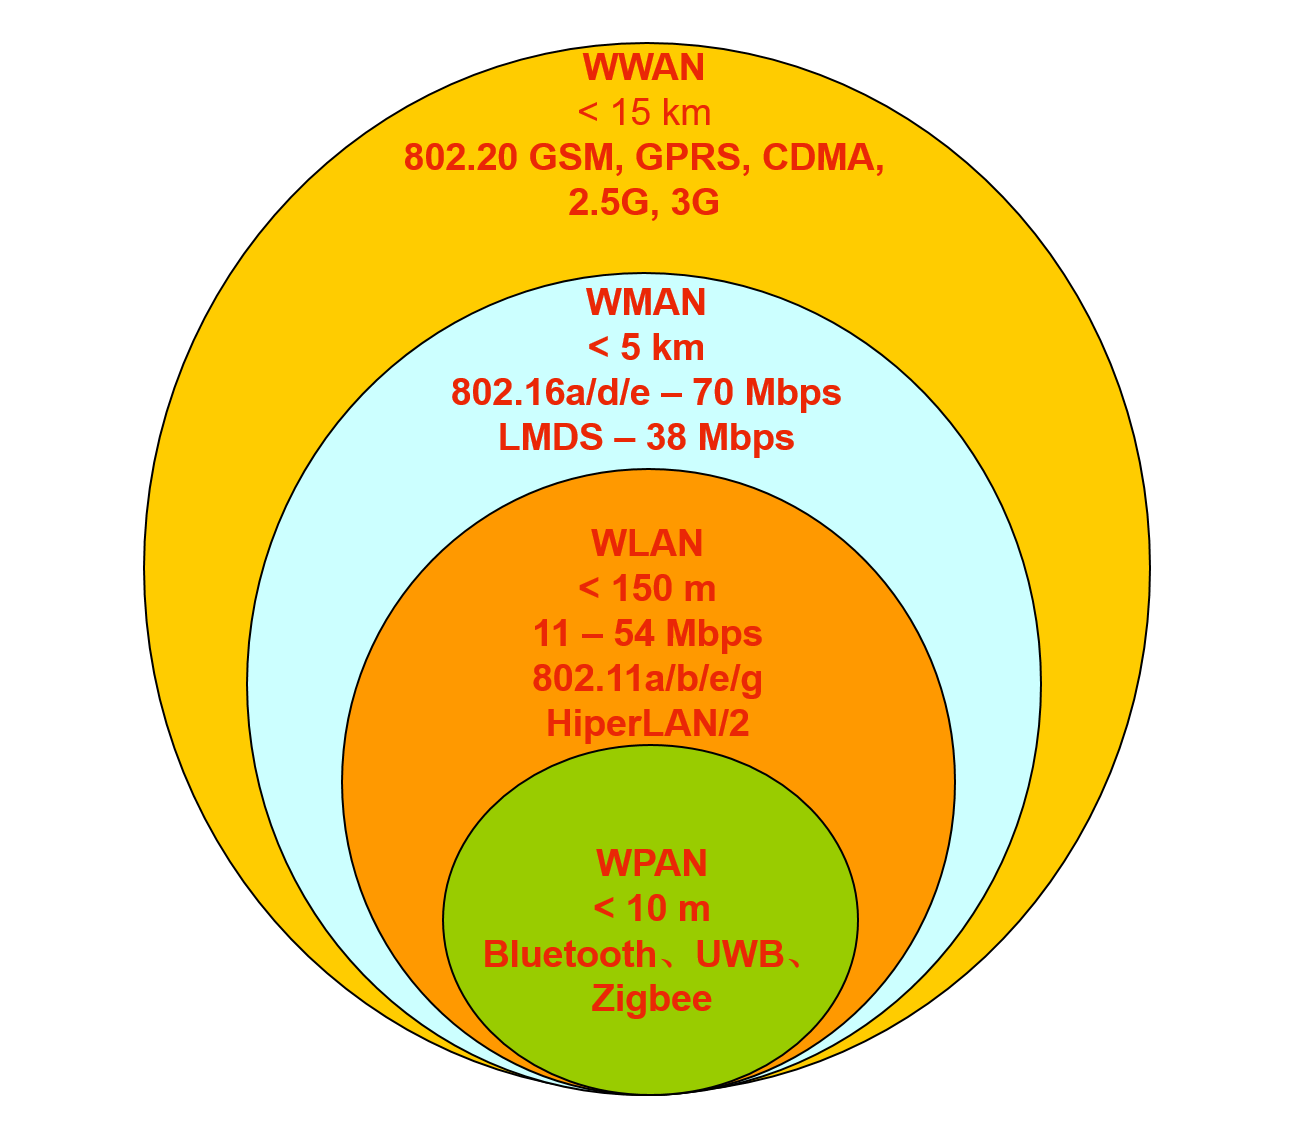 WWAN
< 15 km
802.20 GSM, GPRS, CDMA,
2.5G, 3G
WMAN
< 5 km
802.16a/d/e – 70 Mbps
LMDS – 38 Mbps
WLAN
< 150 m
11 – 54 Mbps
802.11a/b/e/g
HiperLAN/2
WPAN
< 10 m
Bluetooth、UWB、
Zigbee